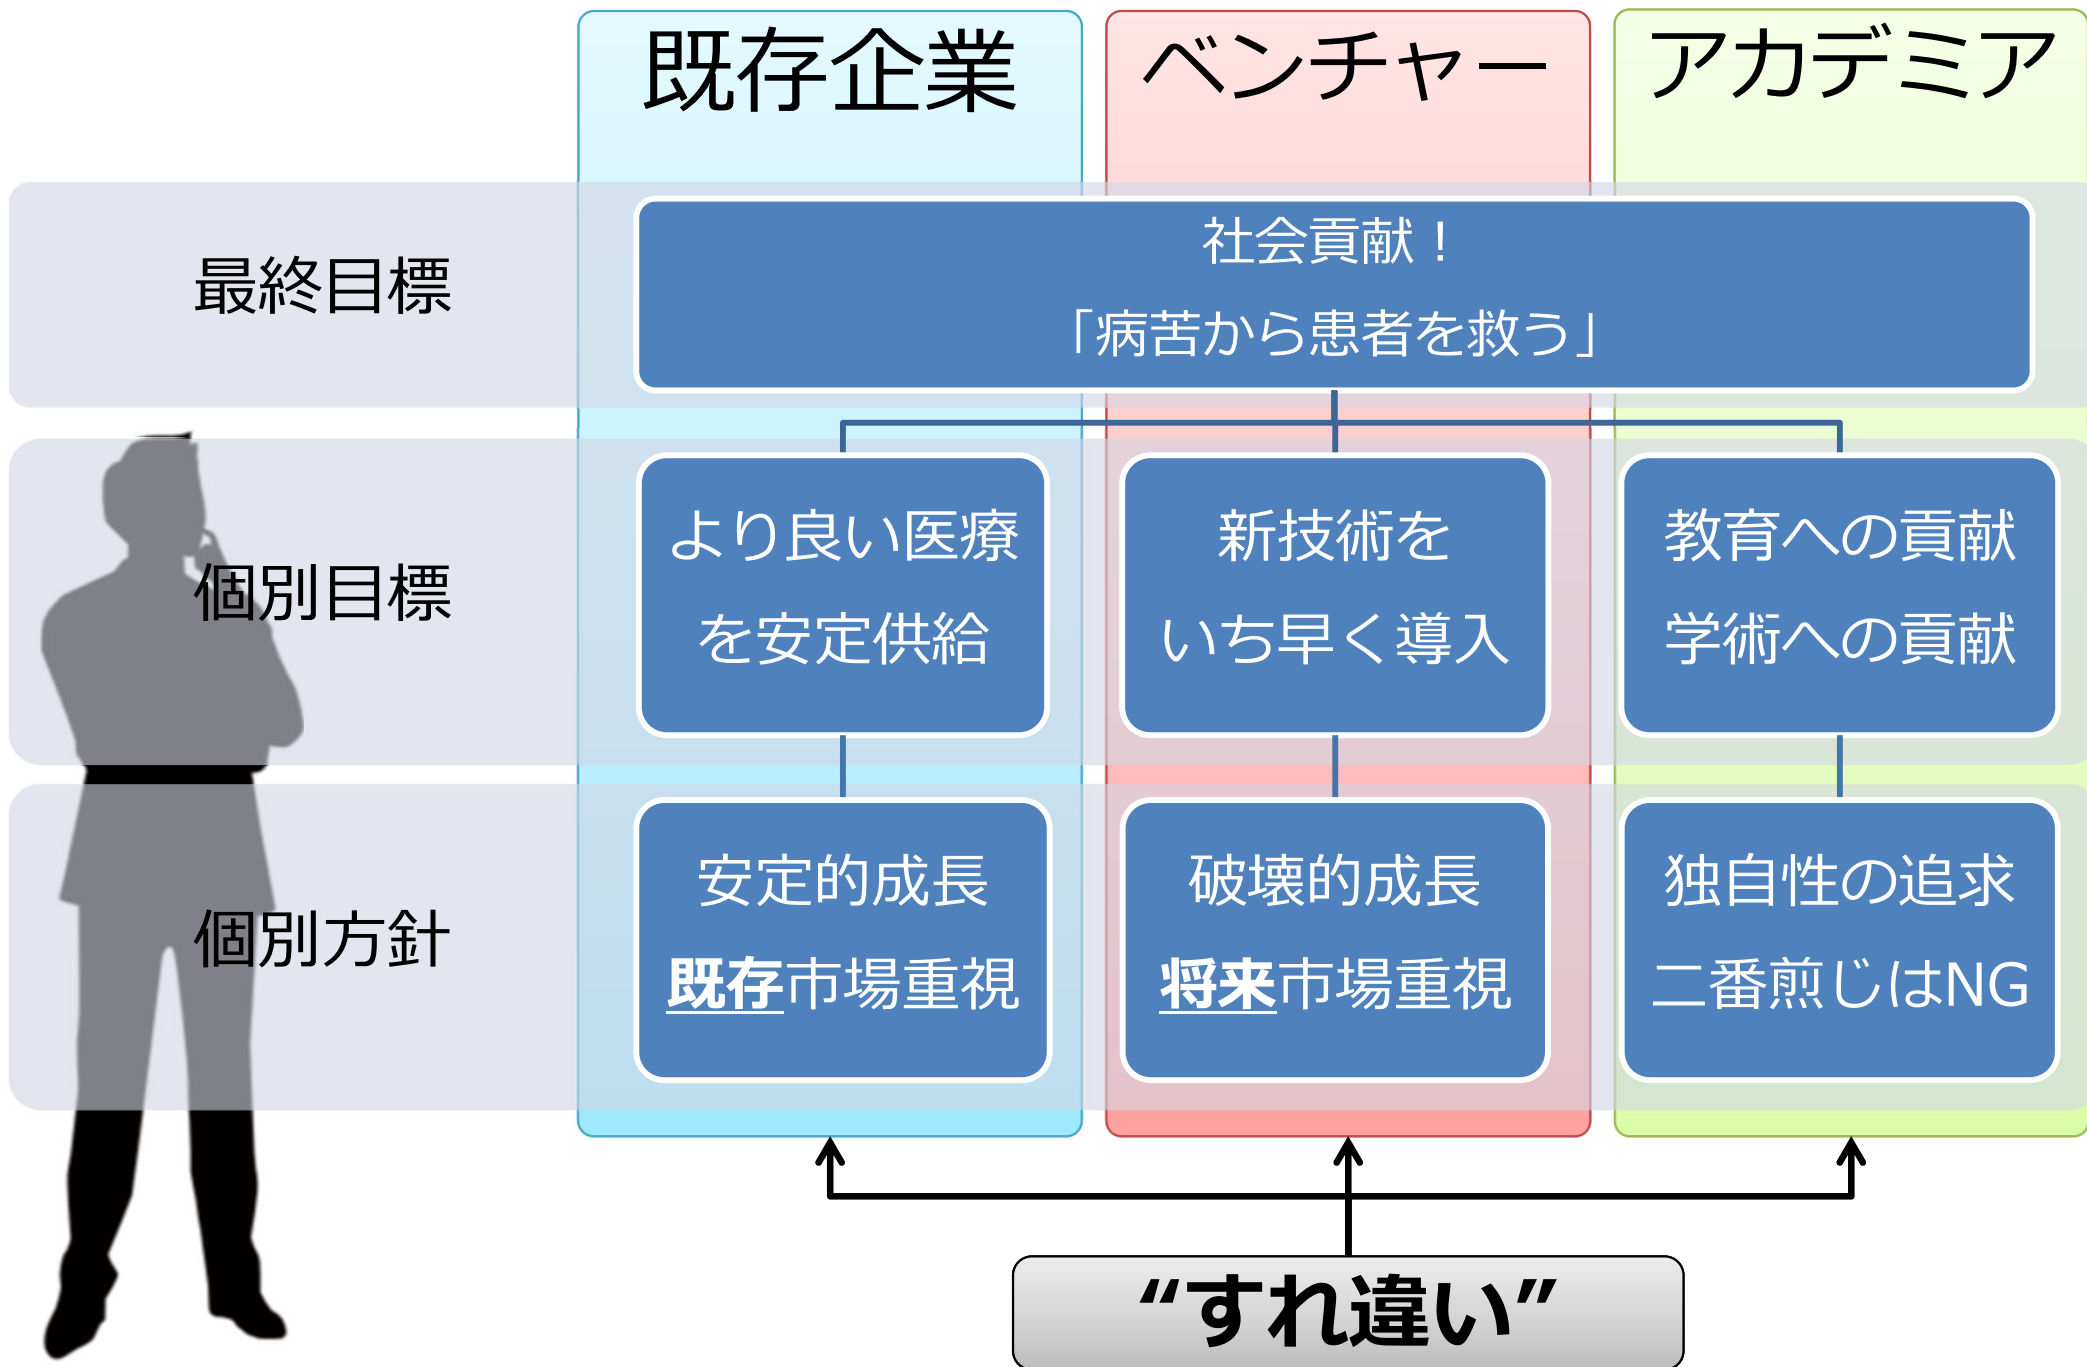 既存企業
ベンチャー
アカデミア
最終目標
社会貢献！
「病苦から患者を救う」
個別目標
より良い医療
を安定供給
新技術を
いち早く導入
教育への貢献
学術への貢献
個別方針
安定的成長
既存市場重視
破壊的成長
将来市場重視
独自性の追求
二番煎じはNG
“すれ違い”